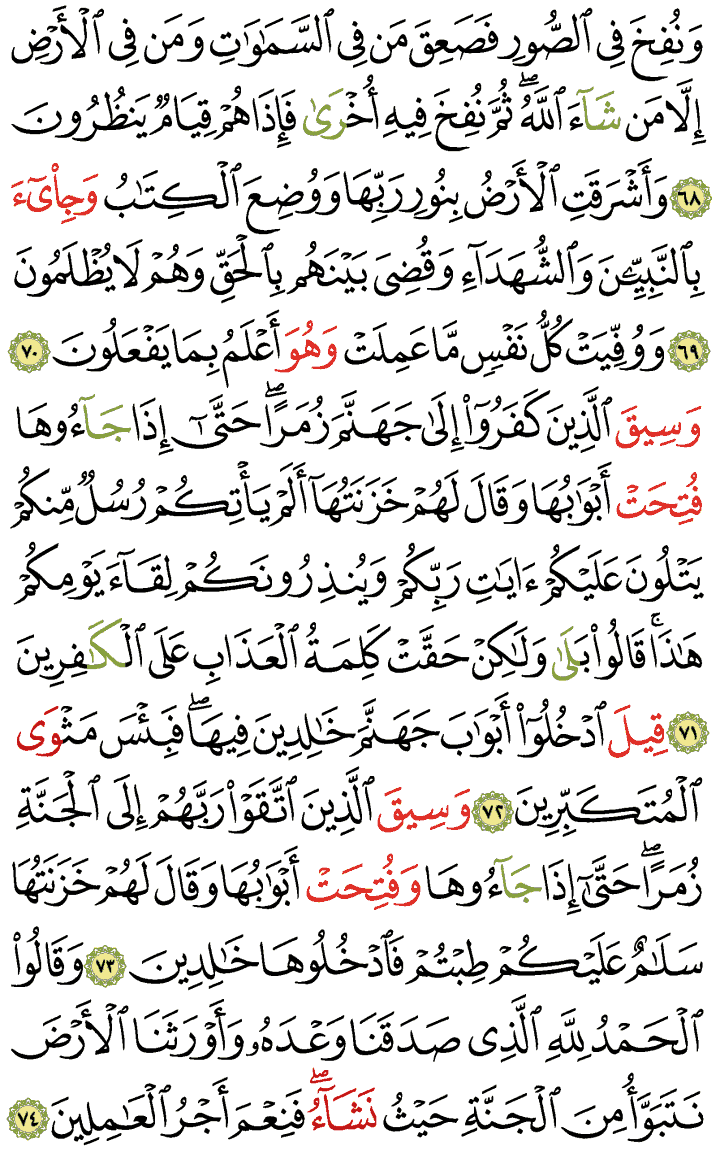 وَنُفِخَ فِي ٱلصُّورِ فَصَعِقَ مَن فِي ٱلسَّمَٰوَٰتِ وَمَن فِي ٱلۡأَرۡضِ
إِلَّا مَن شَآءَ ٱللَّهُۖ ثُمَّ نُفِخَ فِيهِ أُخۡرَىٰ فَإِذَا هُمۡ قِيَامٞ يَنظُرُونَ
٦٨ وَأَشۡرَقَتِ ٱلۡأَرۡضُ بِنُورِ رَبِّهَا وَوُضِعَ ٱلۡكِتَٰبُ وَجِاْيٓءَ
بِٱلنَّبِيِّـۧنَ وَٱلشُّهَدَآءِ وَقُضِيَ بَيۡنَهُم بِٱلۡحَقِّ وَهُمۡ لَا يُظۡلَمُونَ
٦٩ وَوُفِّيَتۡ كُلُّ نَفۡسٖ مَّا عَمِلَتۡ وَهُوَ أَعۡلَمُ بِمَا يَفۡعَلُونَ ٧٠
وَسِيقَ ٱلَّذِينَ كَفَرُوٓاْ إِلَىٰ جَهَنَّمَ زُمَرًاۖ حَتَّىٰٓ إِذَا جَآءُوهَا
فُتِحَتۡ أَبۡوَٰبُهَا وَقَالَ لَهُمۡ خَزَنَتُهَآ أَلَمۡ يَأۡتِكُمۡ رُسُلٞ مِّنكُمۡ
يَتۡلُونَ عَلَيۡكُمۡ ءَايَٰتِ رَبِّكُمۡ وَيُنذِرُونَكُمۡ لِقَآءَ يَوۡمِكُمۡ
هَٰذَاۚ قَالُواْ بَلَىٰ وَلَٰكِنۡ حَقَّتۡ كَلِمَةُ ٱلۡعَذَابِ عَلَى ٱلۡكَٰفِرِينَ
٧١ قِيلَ ٱدۡخُلُوٓاْ أَبۡوَٰبَ جَهَنَّمَ خَٰلِدِينَ فِيهَاۖ فَبِئۡسَ مَثۡوَى
ٱلۡمُتَكَبِّرِينَ ٧٢ وَسِيقَ ٱلَّذِينَ ٱتَّقَوۡاْ رَبَّهُمۡ إِلَى ٱلۡجَنَّةِ
زُمَرًاۖ حَتَّىٰٓ إِذَا جَآءُوهَا وَفُتِحَتۡ أَبۡوَٰبُهَا وَقَالَ لَهُمۡ خَزَنَتُهَا
سَلَٰمٌ عَلَيۡكُمۡ طِبۡتُمۡ فَٱدۡخُلُوهَا خَٰلِدِينَ ٧٣ وَقَالُواْ
ٱلۡحَمۡدُ لِلَّهِ ٱلَّذِي صَدَقَنَا وَعۡدَهُۥ وَأَوۡرَثَنَا ٱلۡأَرۡضَ
نَتَبَوَّأُ مِنَ ٱلۡجَنَّةِ حَيۡثُ نَشَآءُۖ فَنِعۡمَ أَجۡرُ ٱلۡعَٰمِلِينَ ٧٤